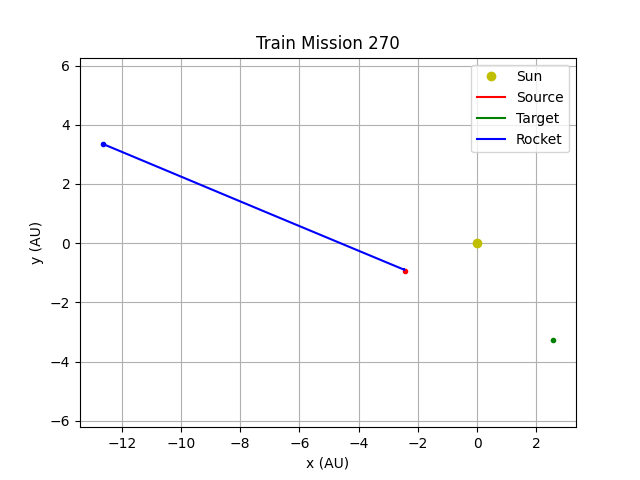 Train Mission 270
Sun
Source
Target
Rocket
y (AU)
6
4
2
0
−2
−4
−6
−12
−10
−8
−6
−4
−2
0
2
x (AU)